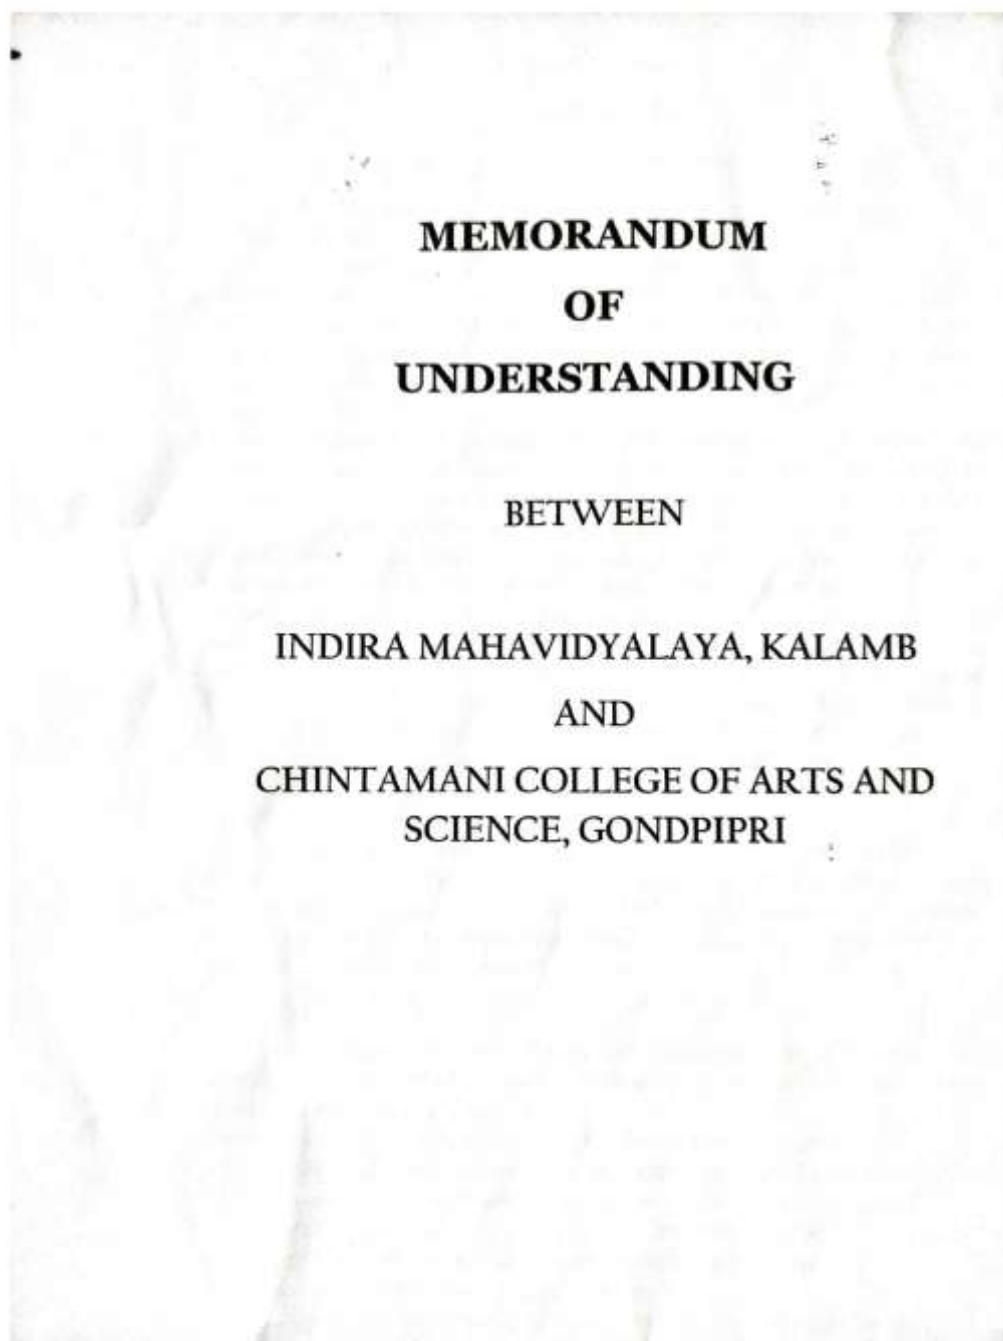 MEMORANDUM
OF
UNDERSTANDING
BETWEEN
INDIRA MAHAVIDYALAYA, KALAMB
AND
CHINTAMANI COLLEGE OF ARTS AND
SCIENCE, GONDPIPRI